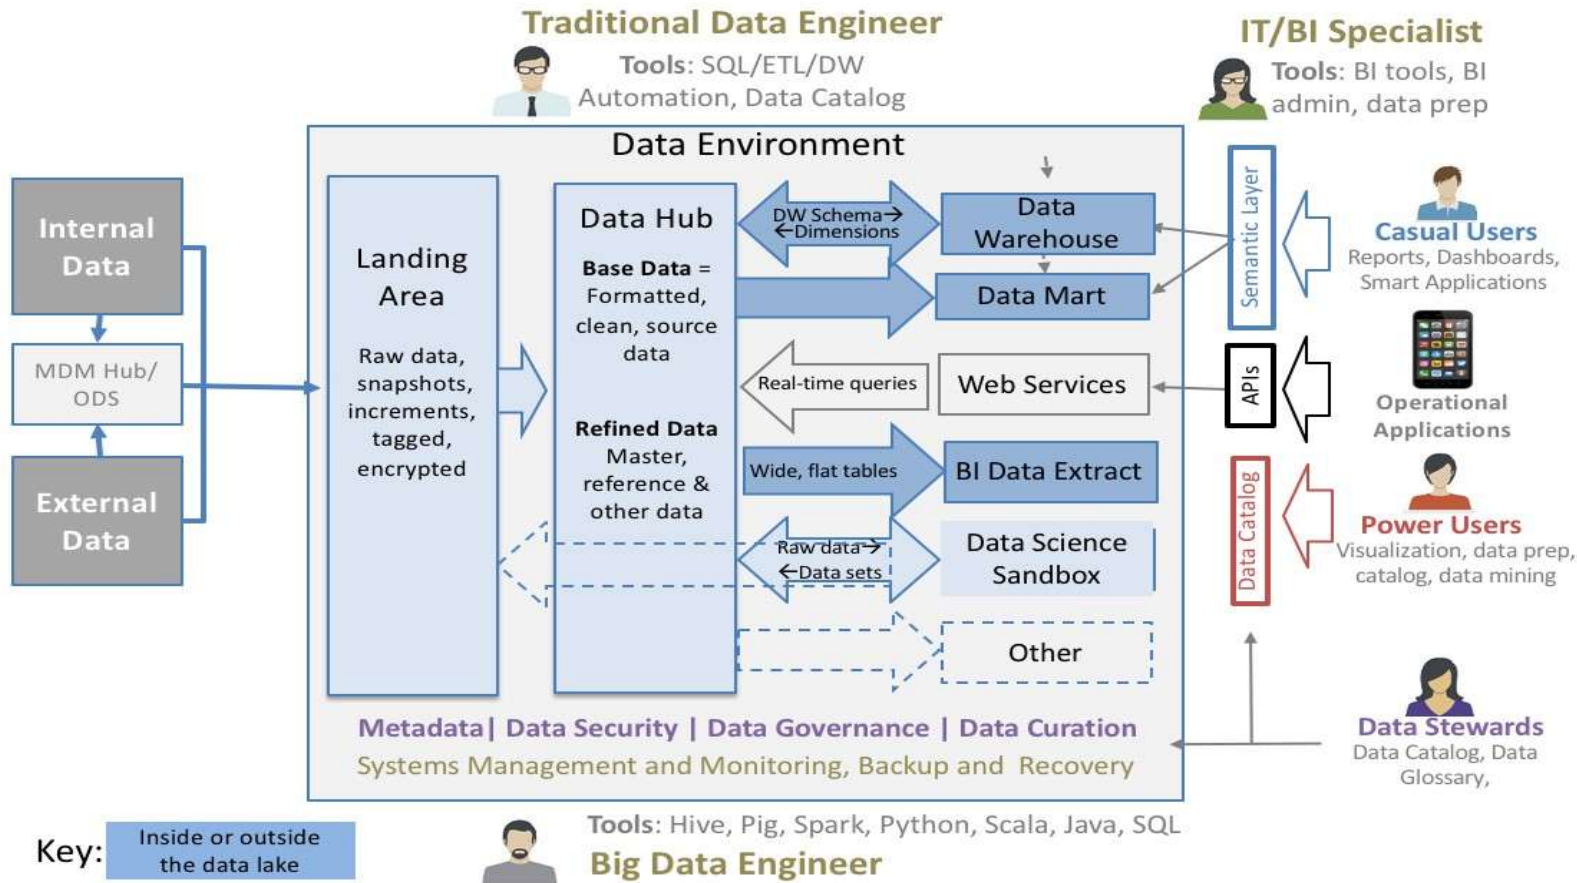 Traditional Data Engineer
Tools: SQL/ETL/DW
Automation, Data Catalog
IT/BI Specialist
Tools: BI tools, BI
admin, data prep
Data Environment
Internal
Data
MDM Hub/
ODS
External
Data
Landing
Area
Raw data,
snapshots,
increments,
tagged,
encrypted
Data Hub
Base Data =
Formatted,
clean, source
data
Refined Data
Master,
reference &
other data
DW Schema→
←Dimensions
Real-time queries
Wide, flat tables
Raw data→
←Data sets
Data
Warehouse
Data Mart
Web Services
BI Data Extract
Data Science
Sandbox
Other
Semantic Layer
APIs
Data Catalog
Casual Users
Reports, Dashboards,
Smart Applications
Operational
Applications
Power Users
Visualization, data prep,
catalog, data mining
Data Stewards
Data Catalog, Data
Glossary,
Metadata| Data Security | Data Governance | Data Curation
Systems Management and Monitoring, Backup and Recovery
Key:
Inside or outside
the data lake
Tools: Hive, Pig, Spark, Python, Scala, Java, SQL
Big Data Engineer